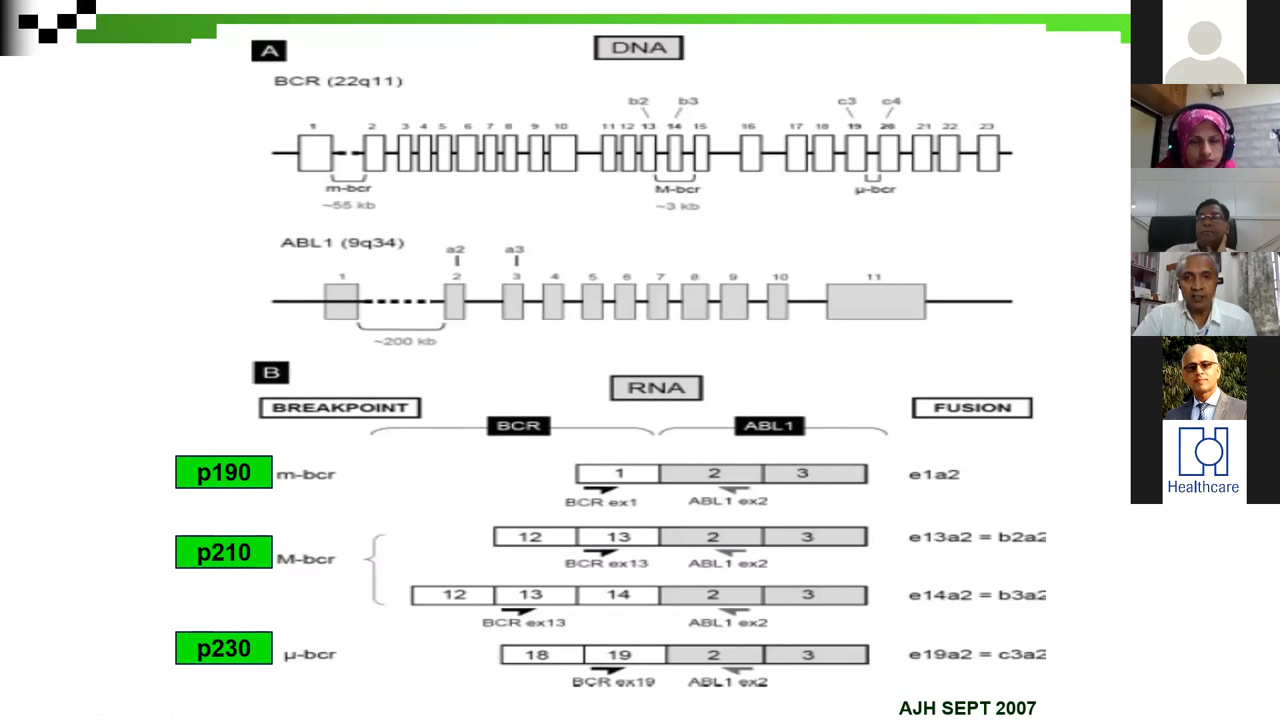 A
DNA
BCR (22q11)
b2 b3 c3 c4
1 2 3 4 5 6 7 8 9 10 11 12 13 14 15 16 17 18 19 20 21 22 23
m-bcr M-bcr µ-bcr
~55 kb ~3 kb
ABL1 (9q34)
a2 a3
1 2 3 4 5 6 7 8 9 10 11
~200 kb
B
RNA
BREAKPOINT FUSION
BCR ABL1
p190 m-bcr 1 2 3 e1a2
BCR ex1 ABL1 ex2
12 13 2 3 e13a2 = b2a2
p210 M-bcr
BCR ex13 ABL1 ex2
12 13 14 2 3 e14a2 = b3a2
BCR ex13 ABL1 ex2
p230 µ-bcr 18 19 2 3 e19a2 = c3a2
BCR ex19 ABL1 ex2
AJH SEPT 2007
Healthcare